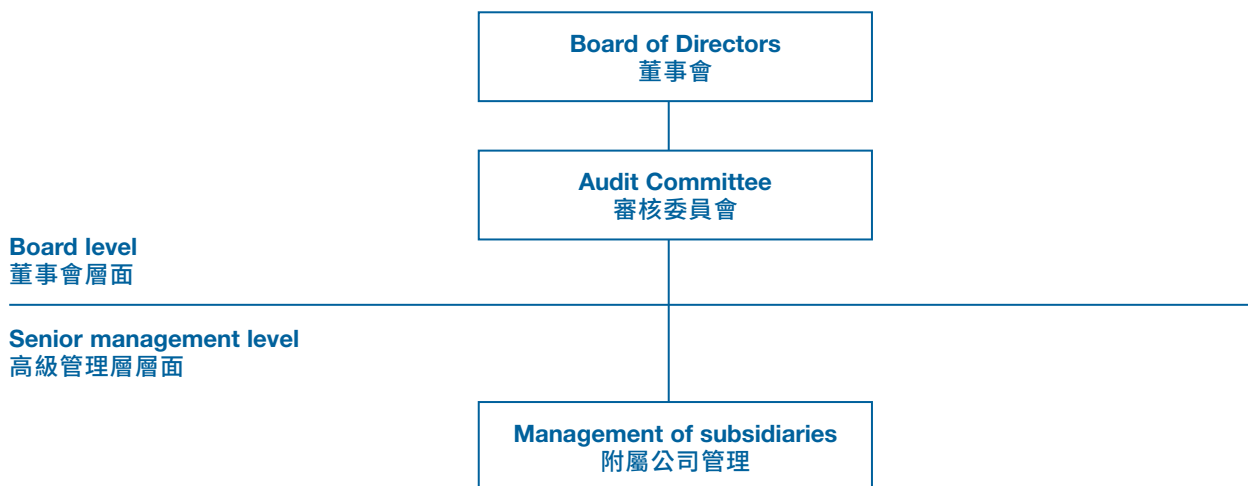 Board of Directors
董事會
Audit Committee
審核委員會
Board level
董事會層面
Senior management level
高級管理層層面
Management of subsidiaries
附屬公司管理